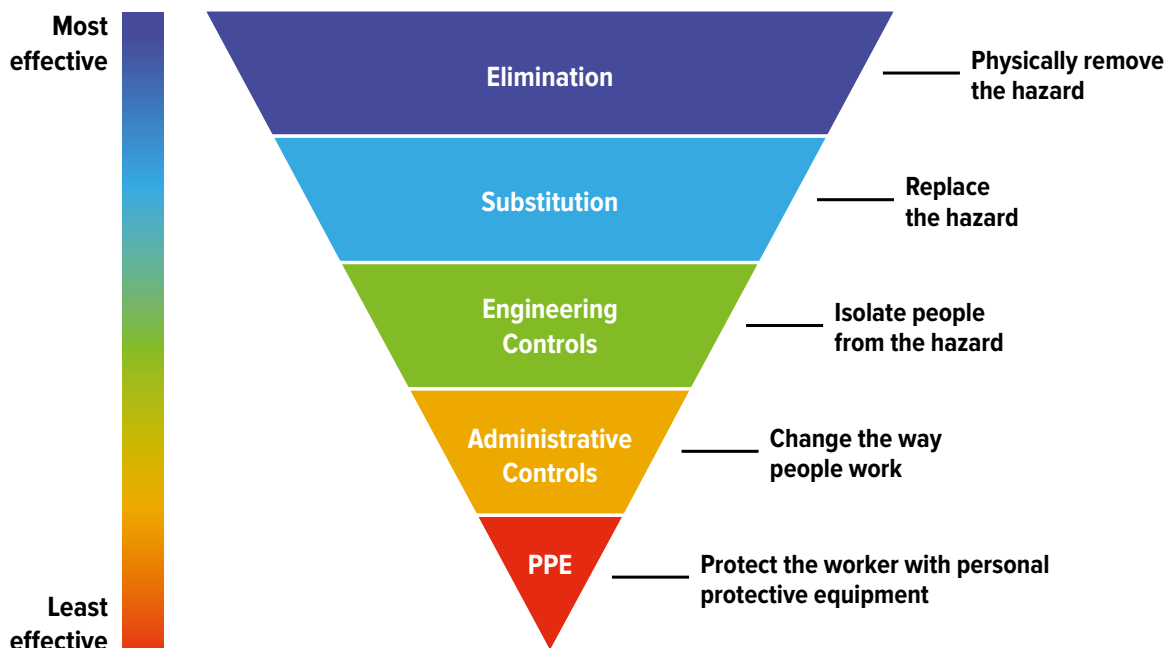 Most
effective
Elimination
Physically remove
the hazard
Substitution
Replace
the hazard
Engineering
Controls
Isolate people
from the hazard
Administrative
Controls
Change the way
people work
PPE
Protect the worker with personal
protective equipment
Least
effective